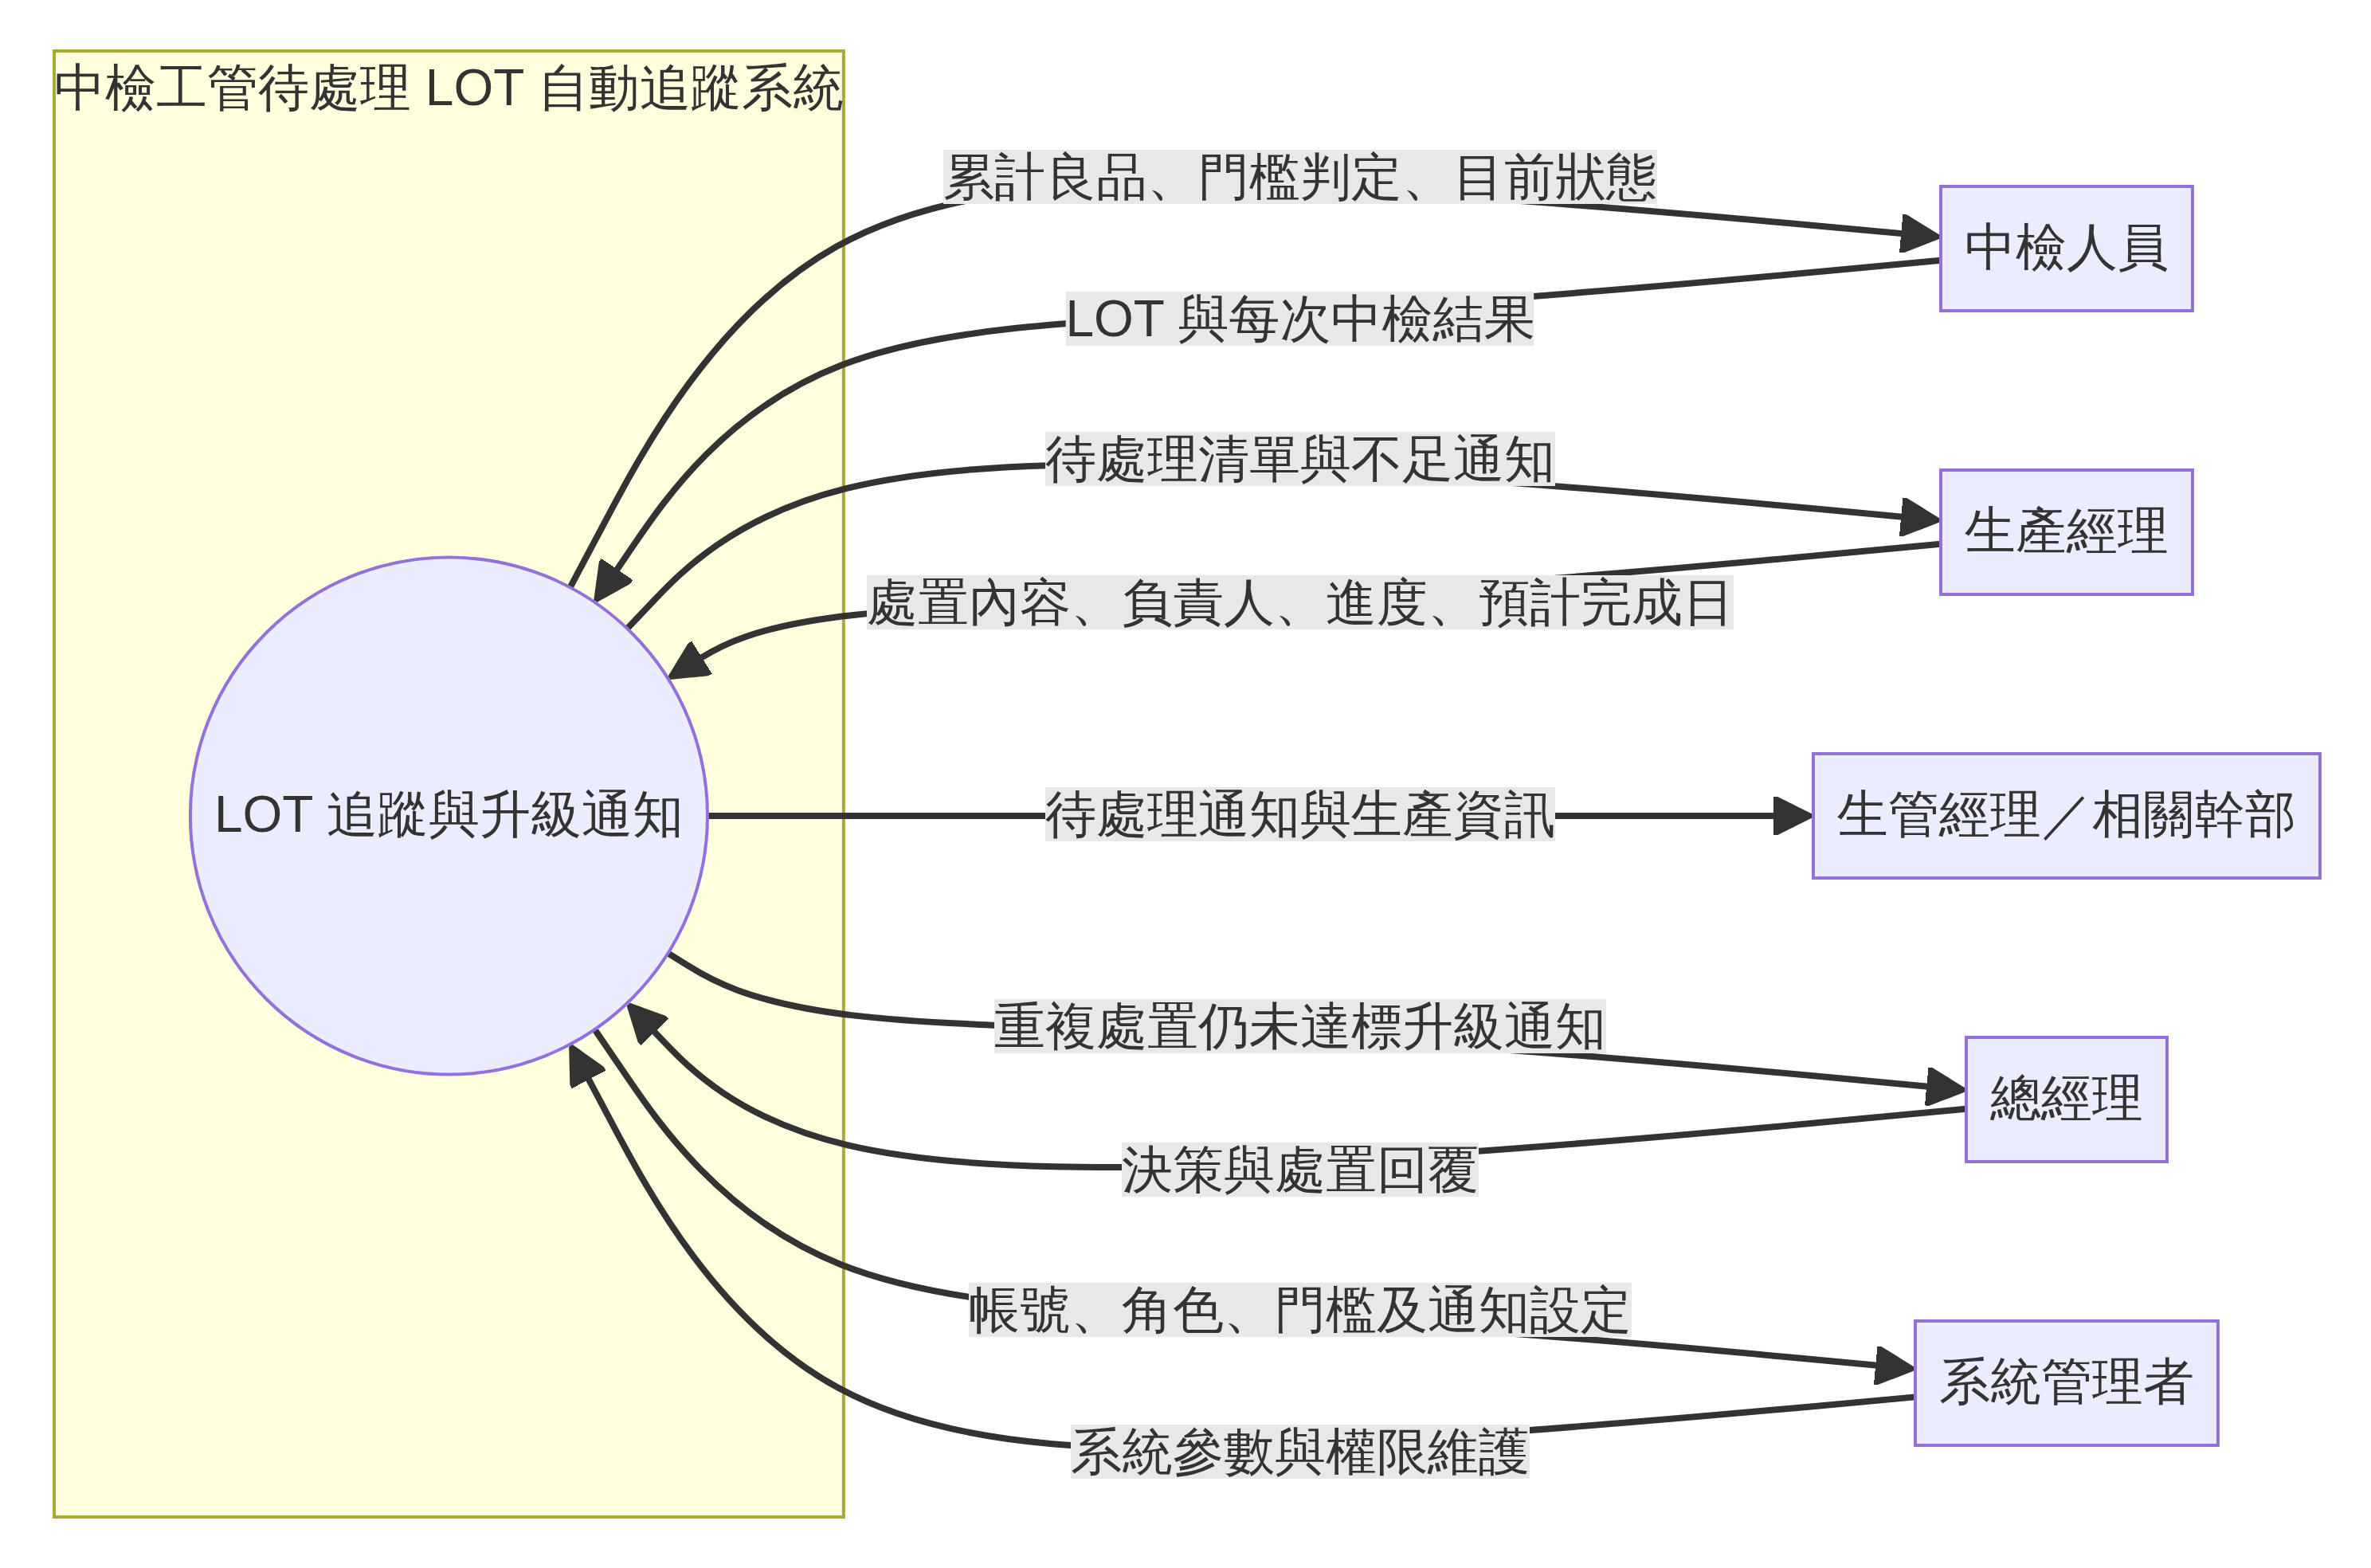 中檢工管待處理 LOT 自動追蹤系統
累計良品、門檻判定、目前狀態
中檢人員
LOT 與每次中檢結果
待處理清單與不足通知
生產經理
處置內容、負責人、進度、預計完成日
LOT 追蹤與升級通知
待處理通知與生產資訊
生管經理／相關幹部
重複處置仍未達標升級通知
總經理
決策與處置回覆
帳號、角色、門檻及通知設定
系統管理者
系統參數與權限維護